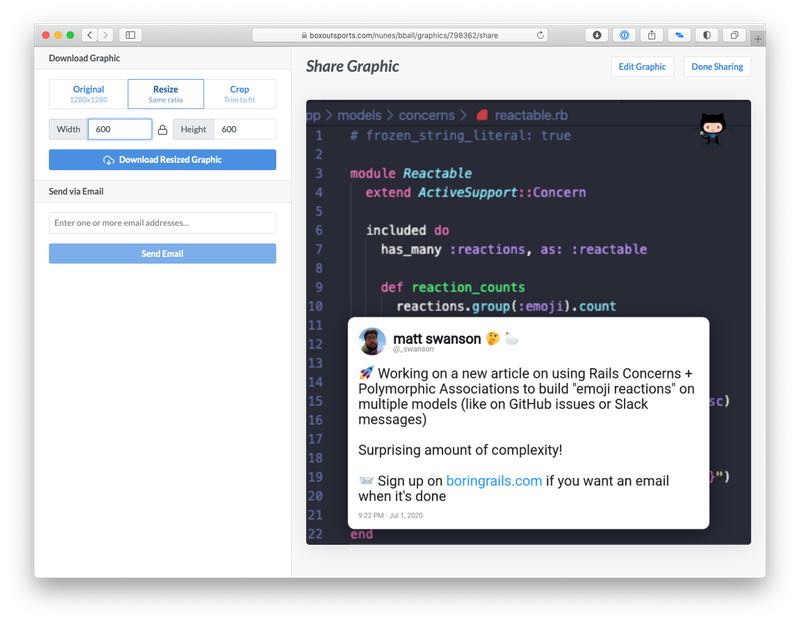 boxoutsports.com/nunes/bball/graphics/798362/share
Download Graphic
Original
1280x1280
Resize
Same ratio
Crop
Trim to fit
Width 600 Height 600
Download Resized Graphic
Send via Email
Enter one or more email addresses...
Send Email
Share Graphic
Edit Graphic
Done Sharing
pp > models > concerns > reactable.rb
1 # frozen_string_literal: true
2
3 module Reactable
4 extend ActiveSupport::Concern
5
6 included do
7 has_many :reactions, as: :reactable
8
9 def reaction_counts
10 reactions.group(:emoji).count
11
12
13
14
15 sc)
16
17
18
19 }")
20
21
22 end
matt swanson 🤔 🦢
@_swanson
🚀 Working on a new article on using Rails Concerns +
Polymorphic Associations to build "emoji reactions" on
multiple models (like on GitHub issues or Slack
messages)
Surprising amount of complexity!
📨 Sign up on boringrails.com if you want an email
when it's done
9:22 PM · Jul 1, 2020